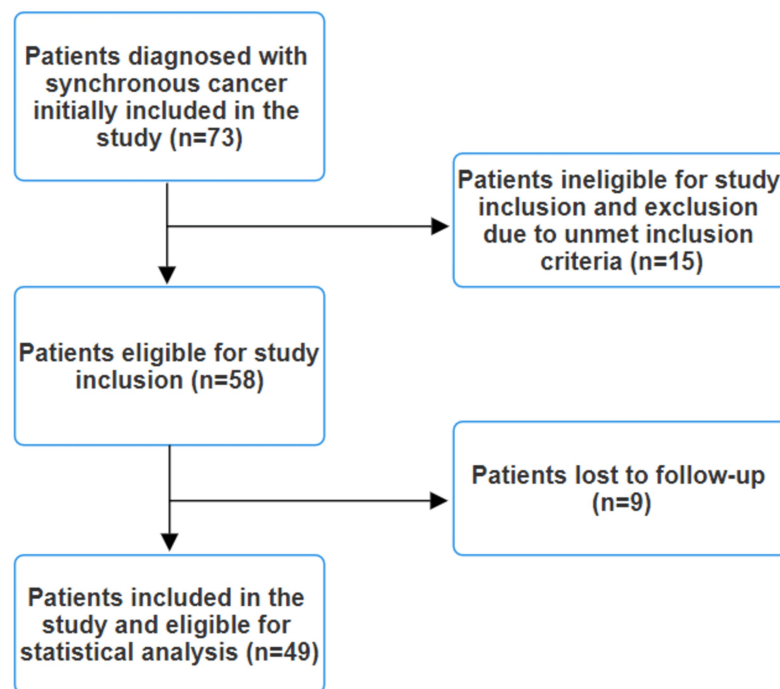 Patients diagnosed with
synchronous cancer
initially included in the
study (n=73)
Patients ineligible for study
inclusion and exclusion
due to unmet inclusion
criteria (n=15)
Patients eligible for study
inclusion (n=58)
Patients lost to follow-up
(n=9)
Patients included in the
study and eligible for
statistical analysis (n=49)